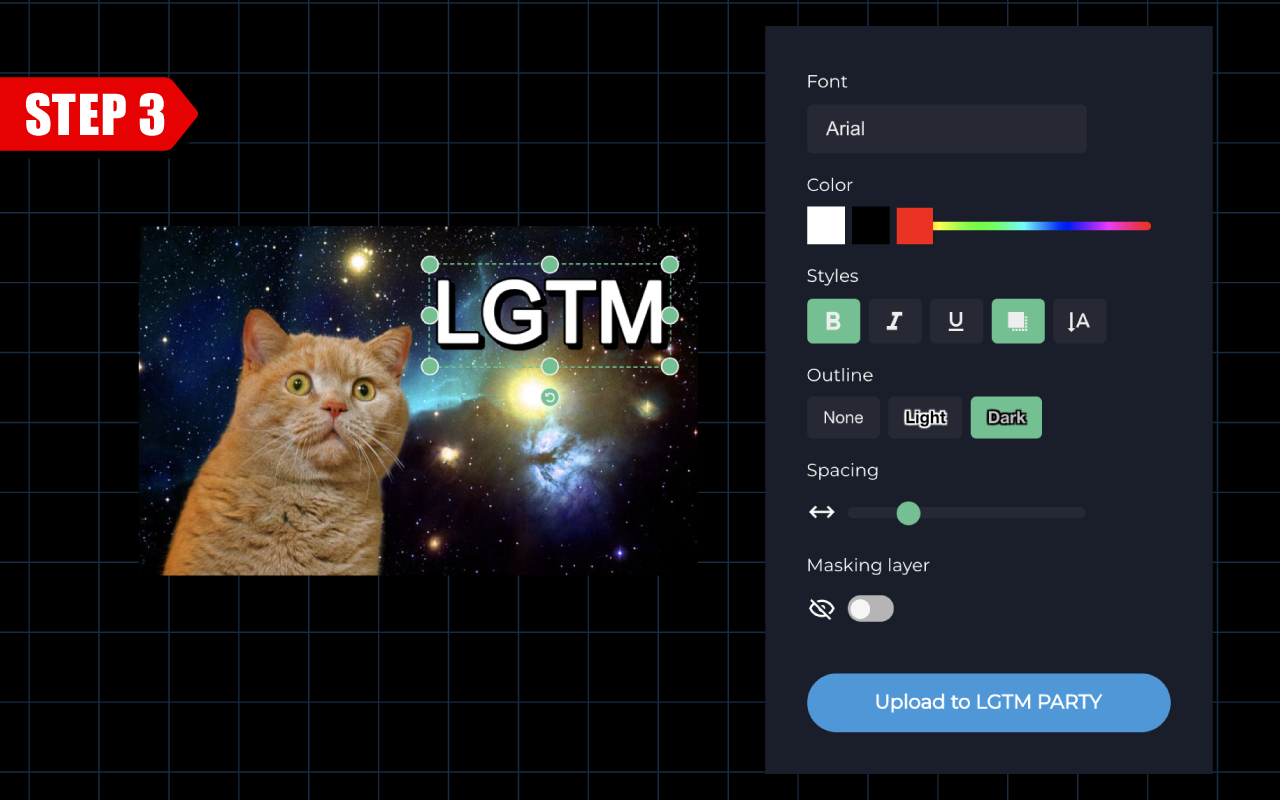 STEP 3
LGTM
Font
Arial
Color
Styles
B I U ↓A
Outline
None Light Dark
Spacing
Masking layer
Upload to LGTM PARTY